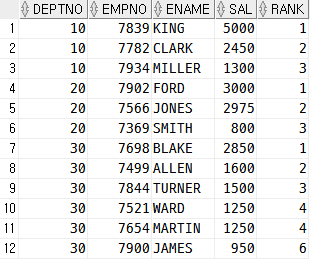 DEPTNO EMPNO ENAME SAL RANK
1 10 7839 KING 5000 1
2 10 7782 CLARK 2450 2
3 10 7934 MILLER 1300 3
4 20 7902 FORD 3000 1
5 20 7566 JONES 2975 2
6 20 7369 SMITH 800 3
7 30 7698 BLAKE 2850 1
8 30 7499 ALLEN 1600 2
9 30 7844 TURNER 1500 3
10 30 7521 WARD 1250 4
11 30 7654 MARTIN 1250 4
12 30 7900 JAMES 950 6